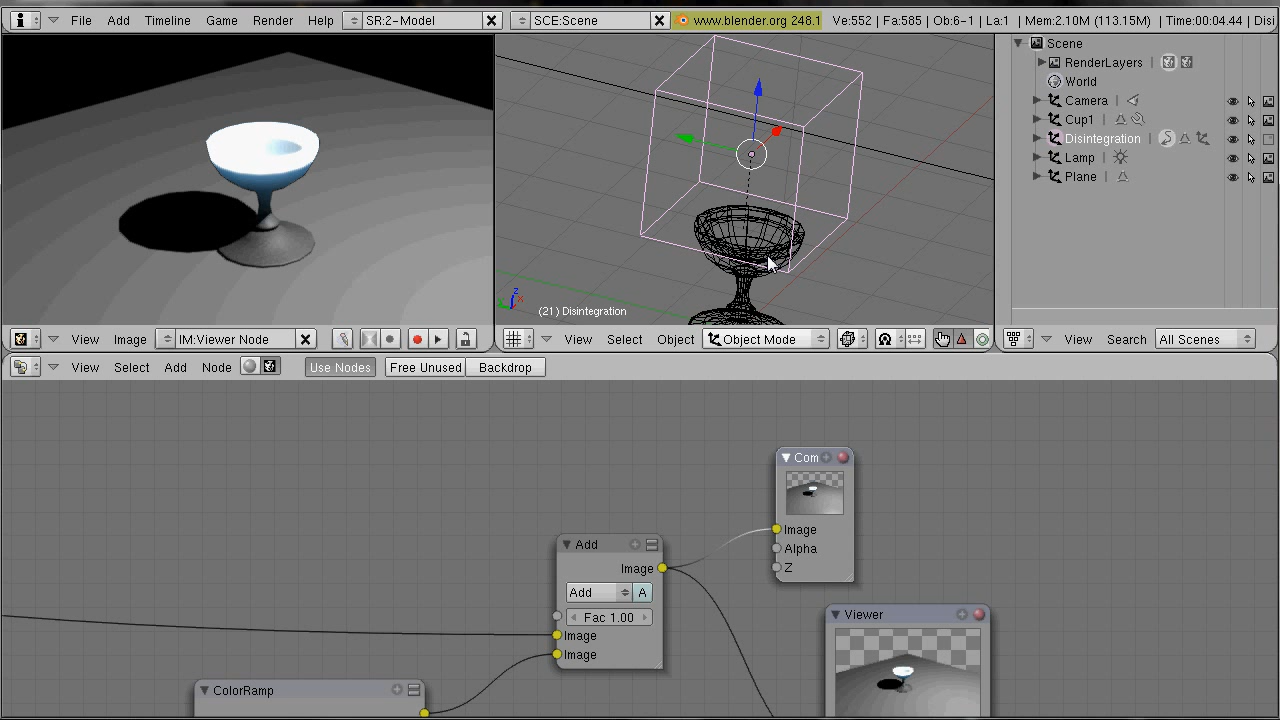 File Add Timeline Game Render Help SR:2-Model SCE:Scene www.blender.org 248.1 Ve:552 | Fa:585 | Ob:6-1 | La:1 | Mem:2.10M (113.15M) | Time:00:04.44 | Disi
Scene
RenderLayers
World
Camera
Cup1
Disintegration
Lamp
Plane
z
x
(21) Disintegration
View Image IM:Viewer Node
View Select Object Object Mode
View Search All Scenes
View Select Add Node Use Nodes Free Unused Backdrop
Com
Image
Alpha
Z
Add
Image
Add A
Fac 1.00
Image
Image
Viewer
ColorRamp